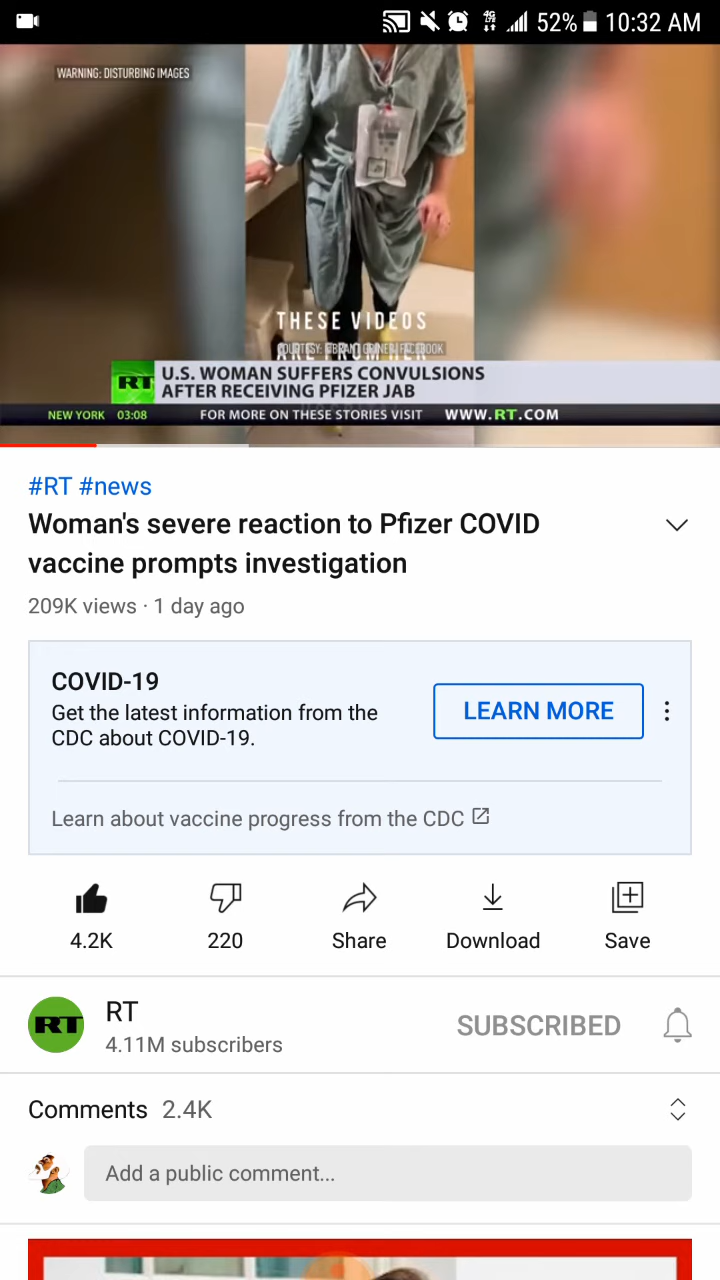 52% 10:32 AM
WARNING: DISTURBING IMAGES
THESE VIDEOS
ARE FROM HER
RT
U.S. WOMAN SUFFERS CONVULSIONS
AFTER RECEIVING PFIZER JAB
NEW YORK 03:08 FOR MORE ON THESE STORIES VISIT WWW.RT.COM
#RT #news
Woman's severe reaction to Pfizer COVID
vaccine prompts investigation
209K views · 1 day ago
COVID-19
Get the latest information from the
CDC about COVID-19.
LEARN MORE
Learn about vaccine progress from the CDC
4.2K 220 Share Download Save
RT
RT
4.11M subscribers
SUBSCRIBED
Comments 2.4K
Add a public comment...